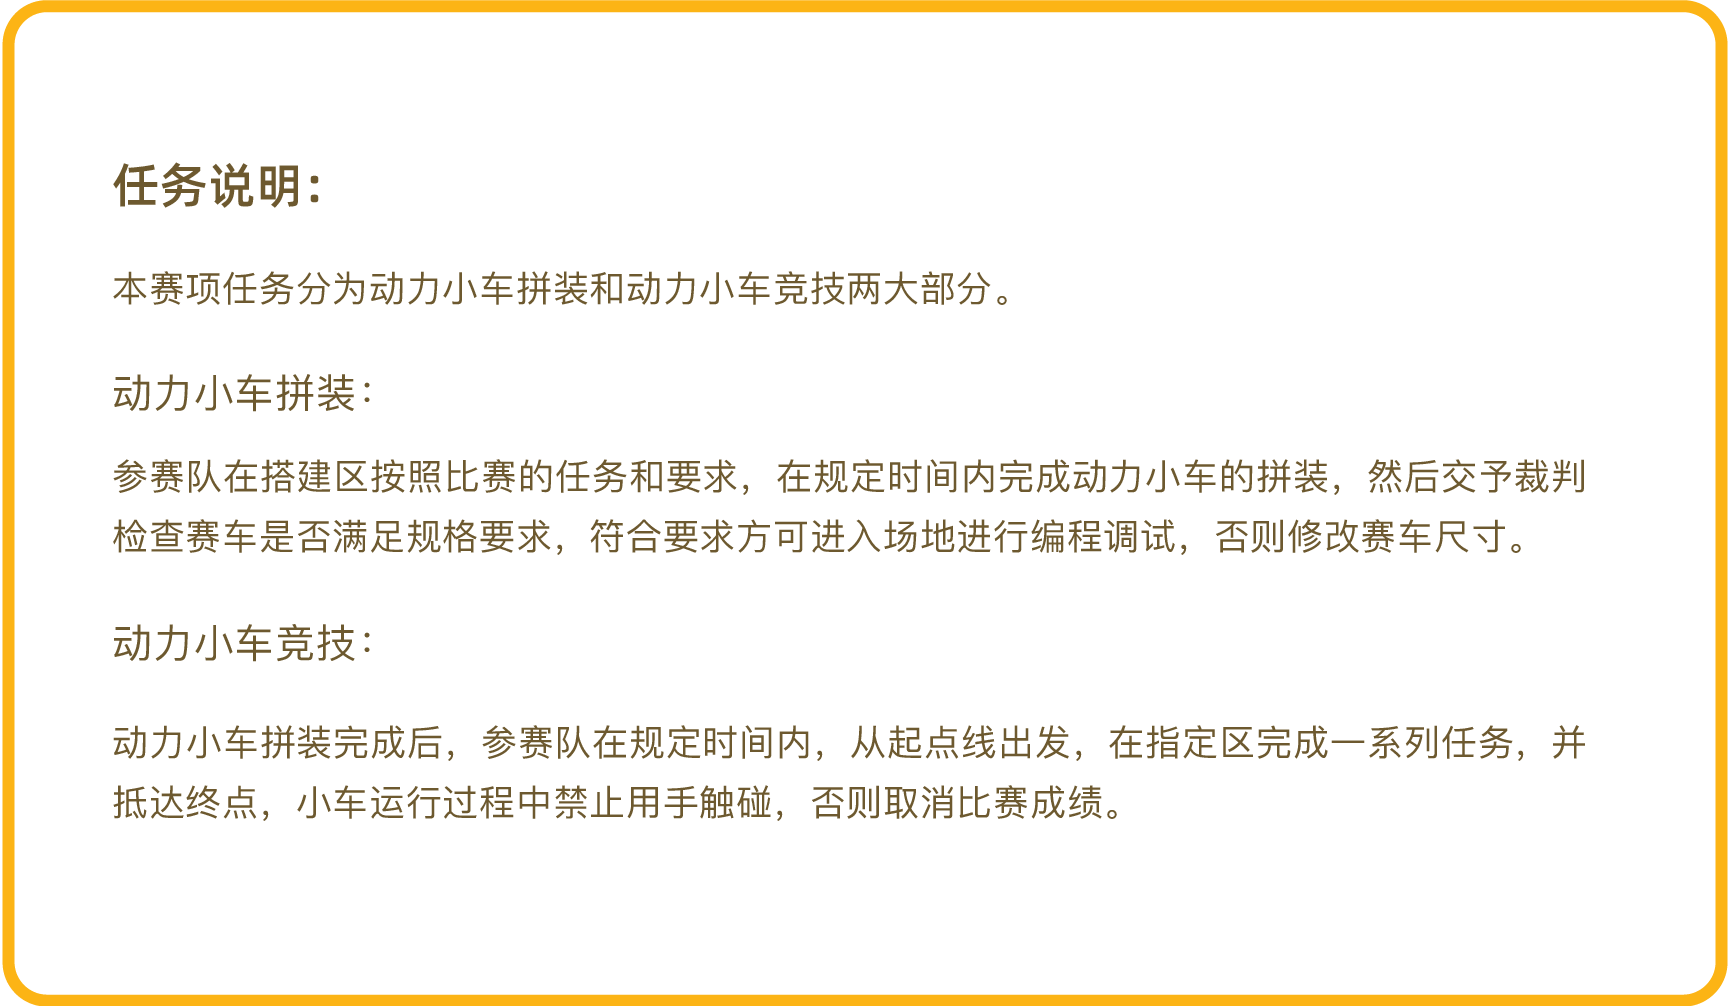 任务说明：
本赛项任务分为动力小车拼装和动力小车竞技两大部分。
动力小车拼装：
参赛队在搭建区按照比赛的任务和要求，在规定时间内完成动力小车的拼装，然后交予裁判
检查赛车是否满足规格要求，符合要求方可进入场地进行编程调试，否则修改赛车尺寸。
动力小车竞技：
动力小车拼装完成后，参赛队在规定时间内，从起点线出发，在指定区完成一系列任务，并
抵达终点，小车运行过程中禁止用手触碰，否则取消比赛成绩。